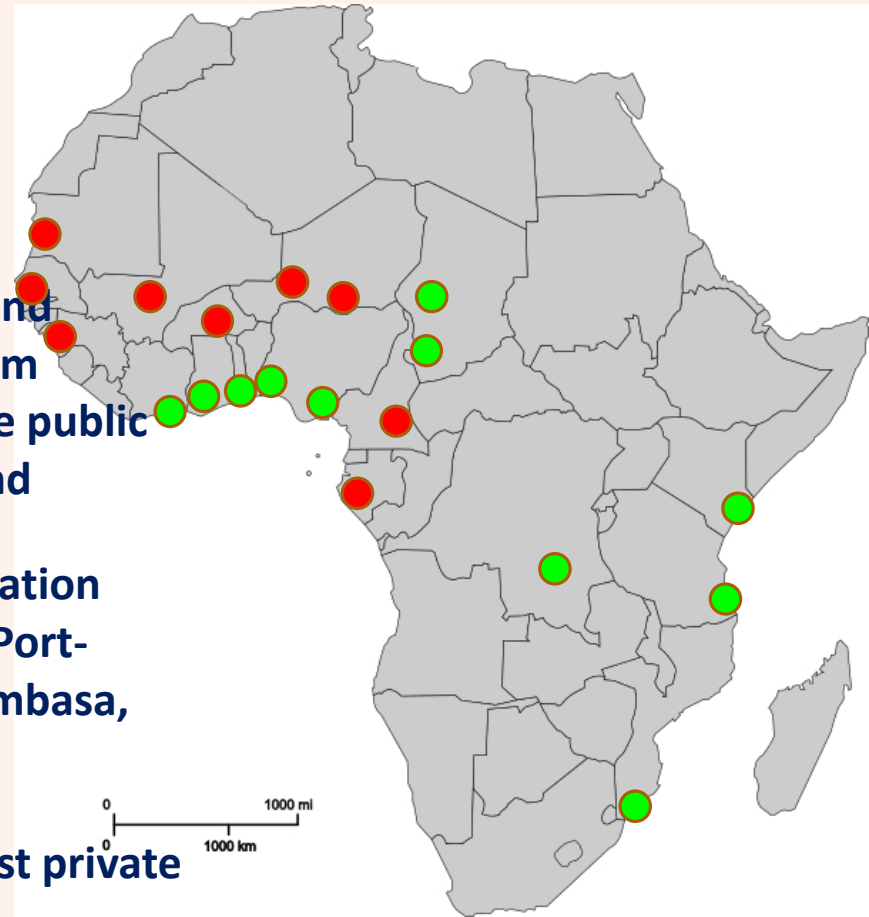 nd
m
e public
nd
ation
Port-
mbasa,
0 1000 mi
0 1000 km
st private